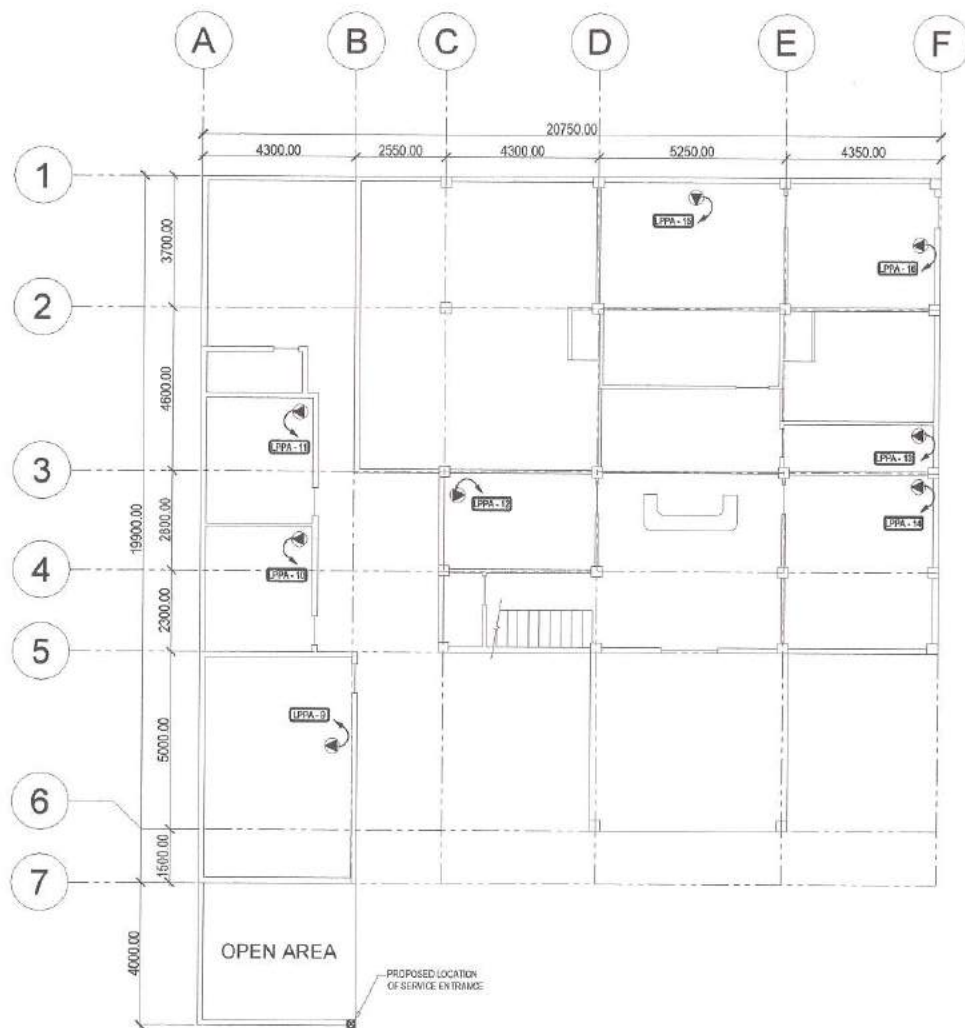 A
B
C
D
E
F
20750.00
4300.00
2550.00
4300.00
5250.00
4350.00
1
2
3
4
5
6
7
3700.00
4600.00
2800.00
2300.00
5000.00
1500.00
19900.00
4000.00
LPPA - 15
LPPA - 16
LPPA - 11
LPPA - 13
LPPA - 12
LPPA - 14
LPPA - 10
LPPA - 9
OPEN AREA
PROPOSED LOCATION
OF SERVICE ENTRANCE